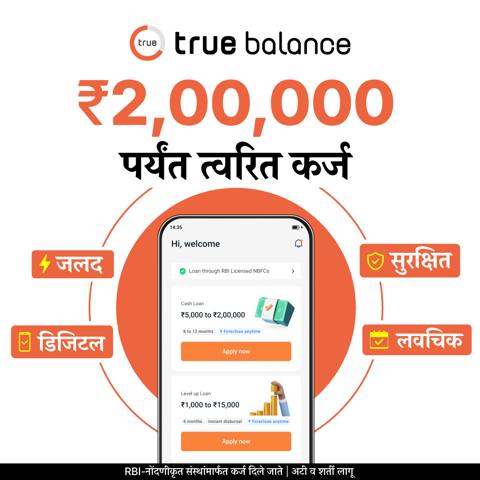 true
true balance
₹2,00,000
पर्यंत त्वरित कर्ज
14:35
Hi, welcome
Loan through RBI Licensed NBFCs
जलद
सुरक्षित
Cash Loan
₹5,000 to ₹2,00,000
6 to 12 months Foreclose anytime
Apply now
डिजिटल
लवचिक
Level up Loan
₹1,000 to ₹15,000
6 months Instant disbursal Foreclose anytime
Apply now
RBI-नोंदणीकृत संस्थांमार्फत कर्ज दिले जाते | अटी व शर्ती लागू